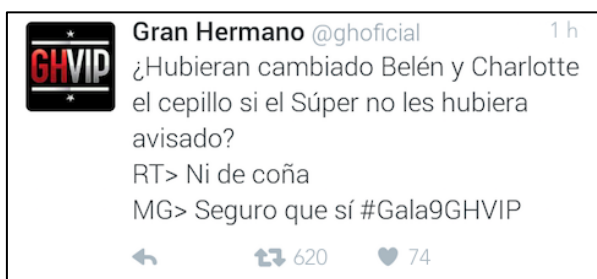 GHVIP
Gran Hermano @ghoficial 1 h
¿Hubieran cambiado Belén y Charlotte
el cepillo si el Súper no les hubiera
avisado?
RT> Ni de coña
MG> Seguro que sí #Gala9GHVIP
620 74